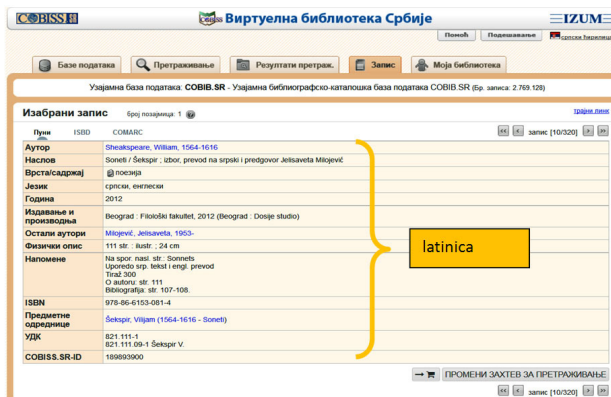 COBISS
Виртуелна библиотека Србије
IZUM
Помоћ Подешавање српски ћирилица
Базе података Претраживање Резултати претраж. Запис Моја библиотека
Узајамна база података: COBIB.SR - Узајамна библиографско-каталошка база података COBIB.SR (бр. записа: 2.769.128)
Изабрани запис број позајмица: 1 трајни линк
Пуни ISBD COMARC << < запис [10/320] > >>
Аутор Sheakspeare, William, 1564-1616
Наслов Soneti / Šekspir ; izbor, prevod na srpski i predgovor Jelisaveta Milojević
Врста/садржај поезија
Језик српски, енглески
Година 2012
Издавање и
производња Beograd : Filološki fakultet, 2012 (Beograd : Dosije studio)
Остали аутори Milojević, Jelisaveta, 1953-
Физички опис 111 str. : ilustr. ; 24 cm
Напомене Na spor. nasl. str.: Sonnets
Uporedo srp. tekst i engl. prevod
Tiraž 300
O autoru: str. 111
Bibliografija: str. 107-108.
latinica
ISBN 978-86-6153-081-4
Предметне
одреднице Šekspir, Vilijam (1564-1616 - Soneti)
УДК 821.111-1
821.111.09-1 Šekspir V.
COBISS.SR-ID 189893900
ПРОМЕНИ ЗАХТЕВ ЗА ПРЕТРАЖИВАЊЕ
<< < запис [10/320] > >>